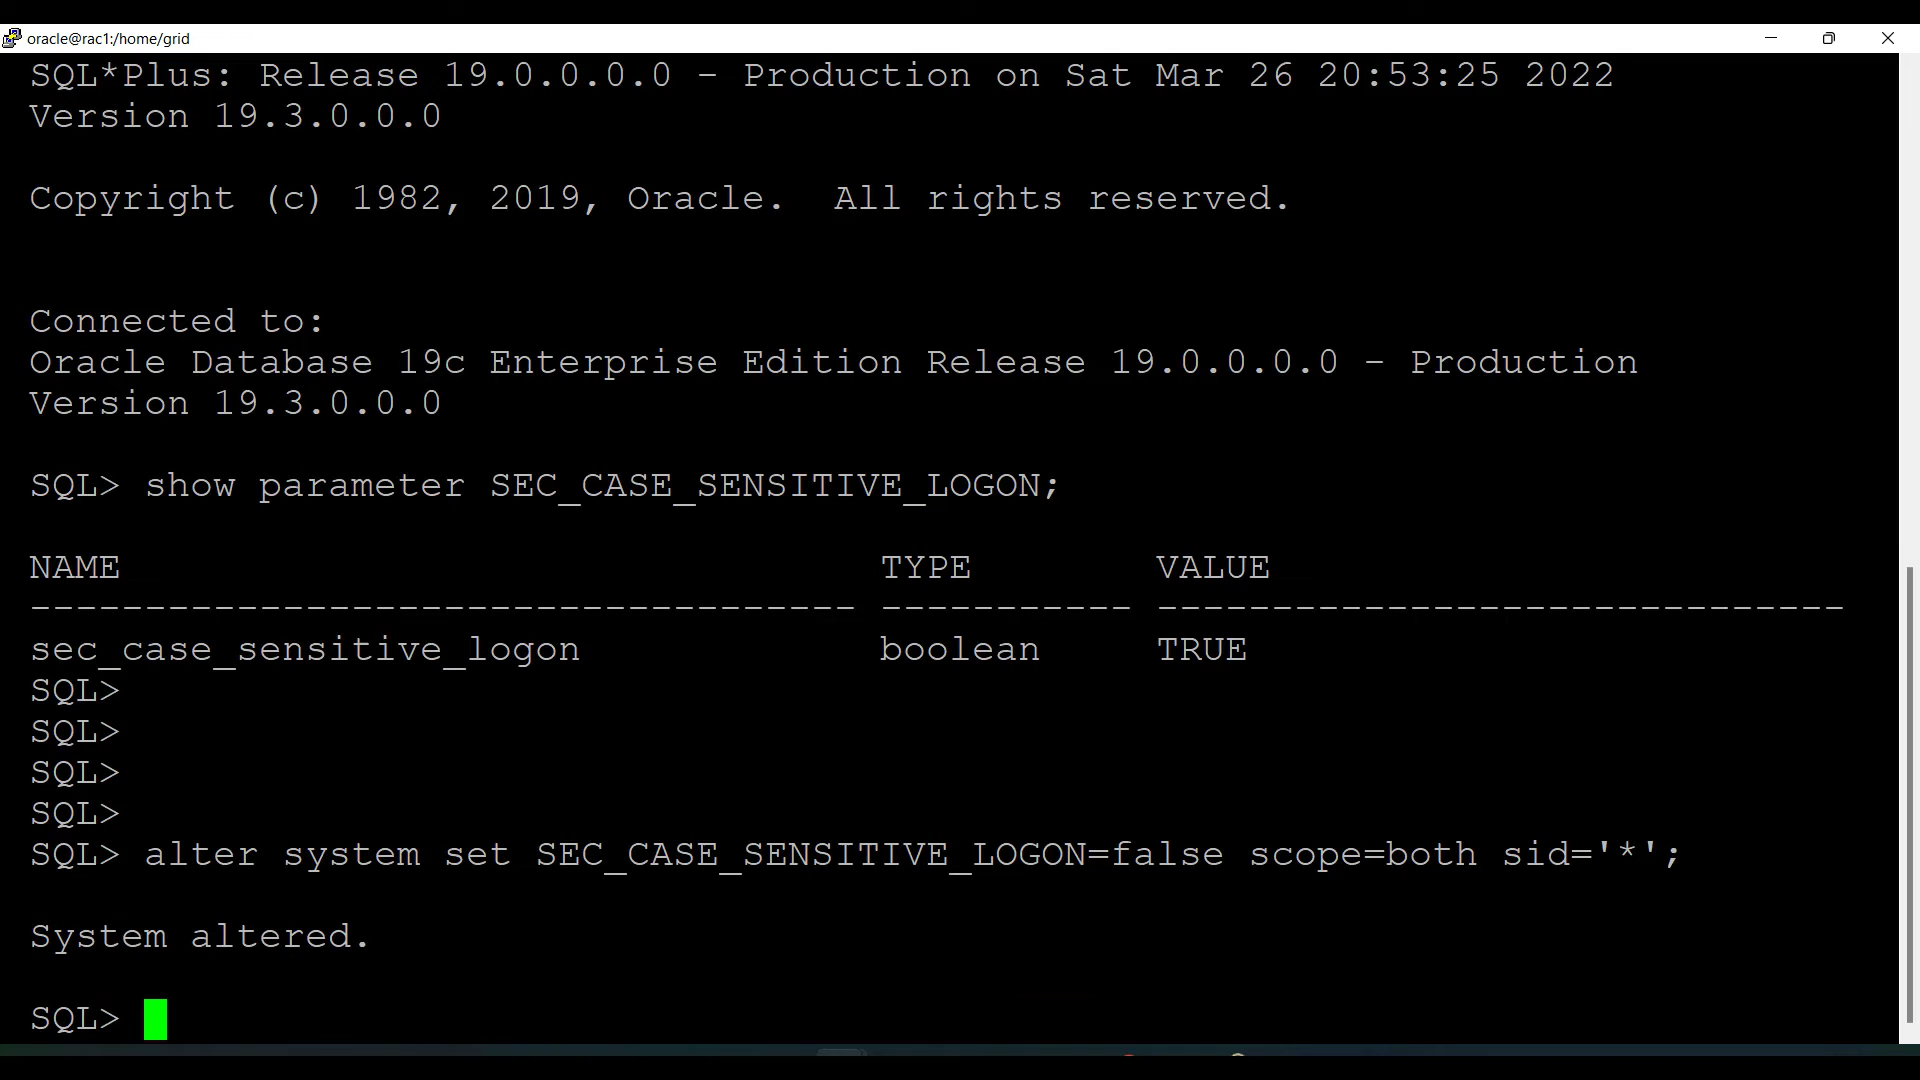 oracle@rac1:/home/grid
SQL*Plus: Release 19.0.0.0.0 - Production on Sat Mar 26 20:53:25 2022
Version 19.3.0.0.0
Copyright (c) 1982, 2019, Oracle.  All rights reserved.
Connected to:
Oracle Database 19c Enterprise Edition Release 19.0.0.0.0 - Production
Version 19.3.0.0.0
SQL> show parameter SEC_CASE_SENSITIVE_LOGON;
NAME                                 TYPE        VALUE
------------------------------------ ----------- ------------------------------
sec_case_sensitive_logon             boolean     TRUE
SQL>
SQL>
SQL>
SQL>
SQL> alter system set SEC_CASE_SENSITIVE_LOGON=false scope=both sid='*';
System altered.
SQL>